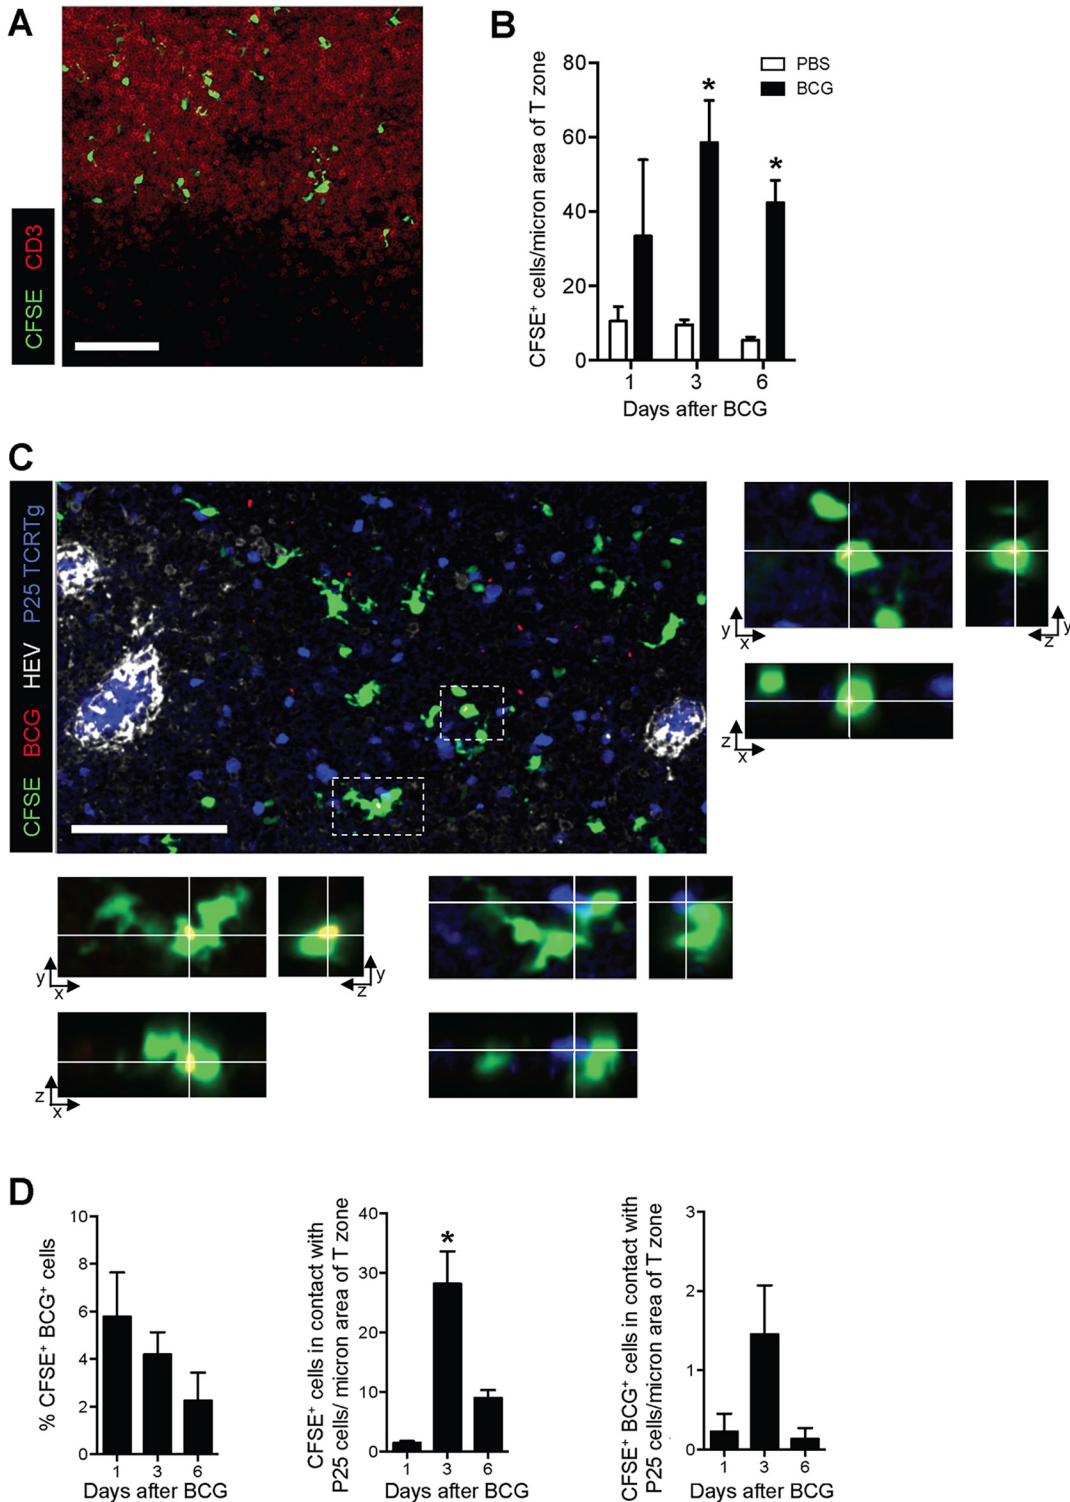 A
CFSE CD3
B
CFSE+ cells/micron area of T zone
80
60
40
20
0
PBS
BCG
*
*
1 3 6
Days after BCG
C
CFSE BCG HEV P25 TCRTg
y
x
y
z
z
x
y
x
y
z
z
x
D
% CFSE+ BCG+ cells
10
8
6
4
2
0
1 3 6
Days after BCG
CFSE+ cells in contact with
P25 cells/ micron area of T zone
40
30
20
10
0
*
1 3 6
Days after BCG
CFSE+ BCG+ cells in contact with
P25 cells/micron area of T zone
3
2
1
0
1 3 6
Days after BCG